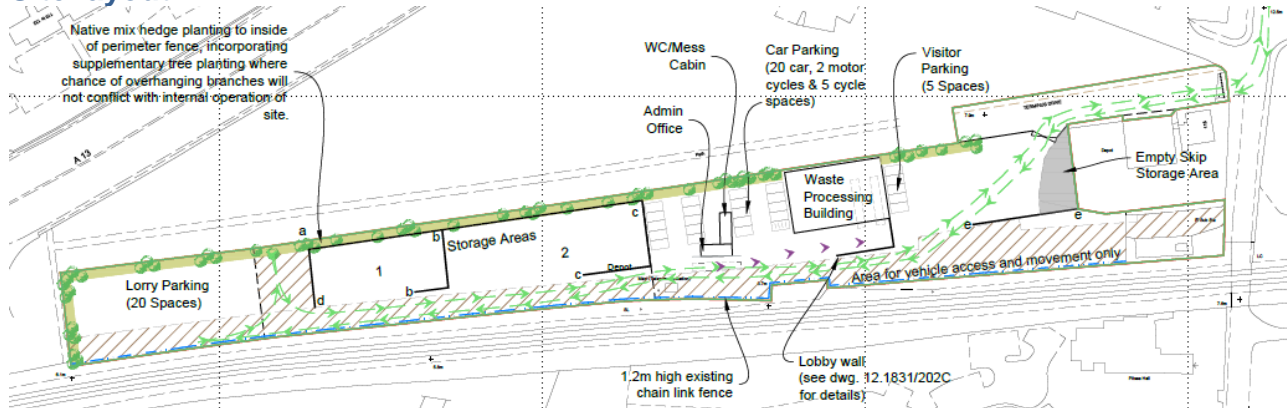 Native mix hedge planting to inside
of perimeter fence, incorporating
supplementary tree planting where
chance of overhanging branches will
not conflict with internal operation of
site.
WC/Mess
Cabin
Car Parking
(20 car, 2 motor
cycles & 5 cycle
spaces)
Visitor
Parking
(5 Spaces)
Admin
Office
A 13
TERMINUS DRIVE
Depot
Empty Skip
Storage Area
Waste
Processing
Building
a
b
c
Storage Areas
1
2
e
e
Lorry Parking
(20 Spaces)
d
b
c
Depot
Area for vehicle access and movement only
LC
1.2m high existing
chain link fence
Lobby wall
(see dwg. 12.1831/202C
for details)